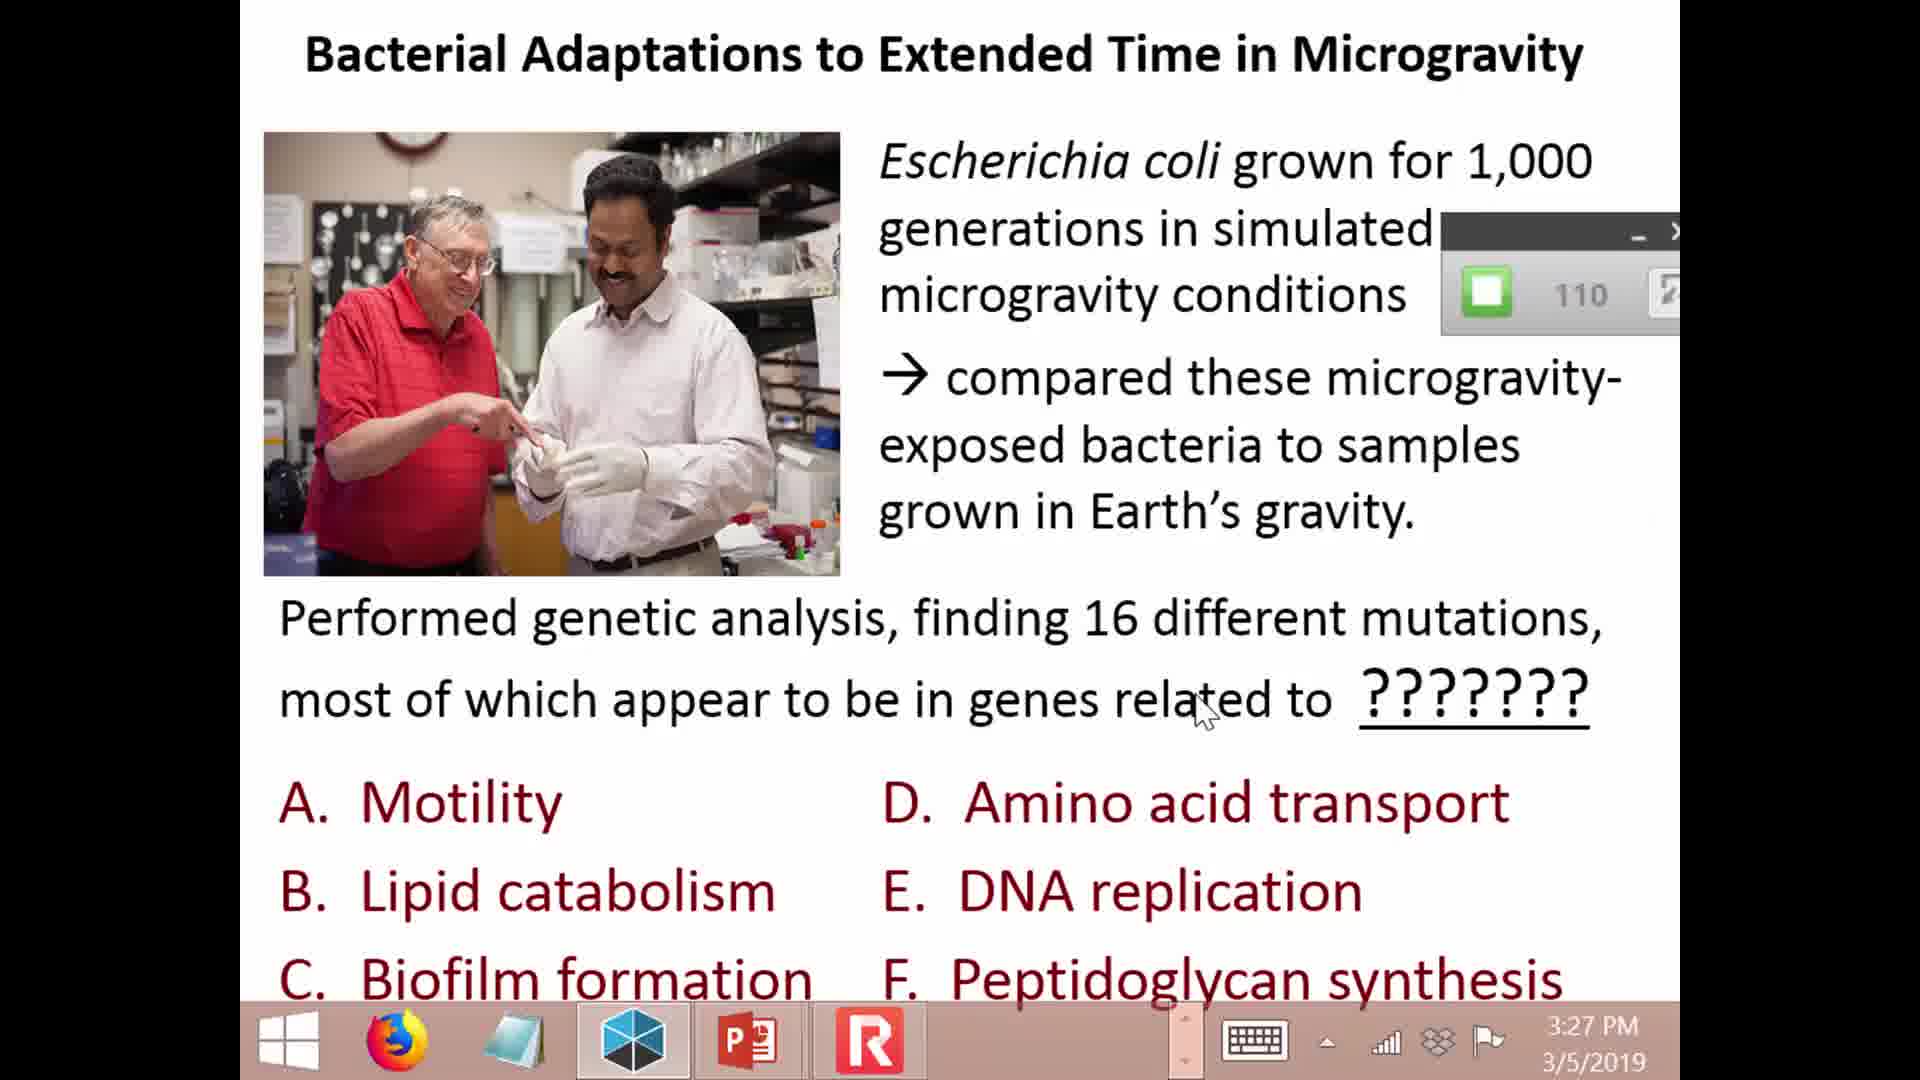 Bacterial Adaptations to Extended Time in Microgravity
Escherichia coli grown for 1,000
generations in simulated
microgravity conditions
110
→ compared these microgravity-
exposed bacteria to samples
grown in Earth's gravity.
Performed genetic analysis, finding 16 different mutations,
most of which appear to be in genes related to ???????
A. Motility
B. Lipid catabolism
C. Biofilm formation
D. Amino acid transport
E. DNA replication
F. Peptidoglycan synthesis
3:27 PM
3/5/2019